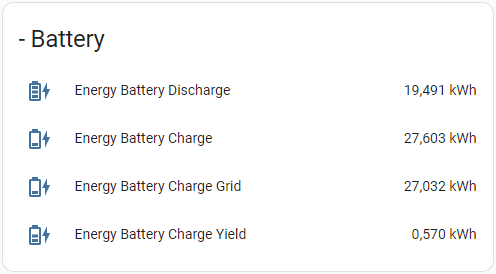 - Battery
Energy Battery Discharge 19,491 kWh
Energy Battery Charge 27,603 kWh
Energy Battery Charge Grid 27,032 kWh
Energy Battery Charge Yield 0,570 kWh